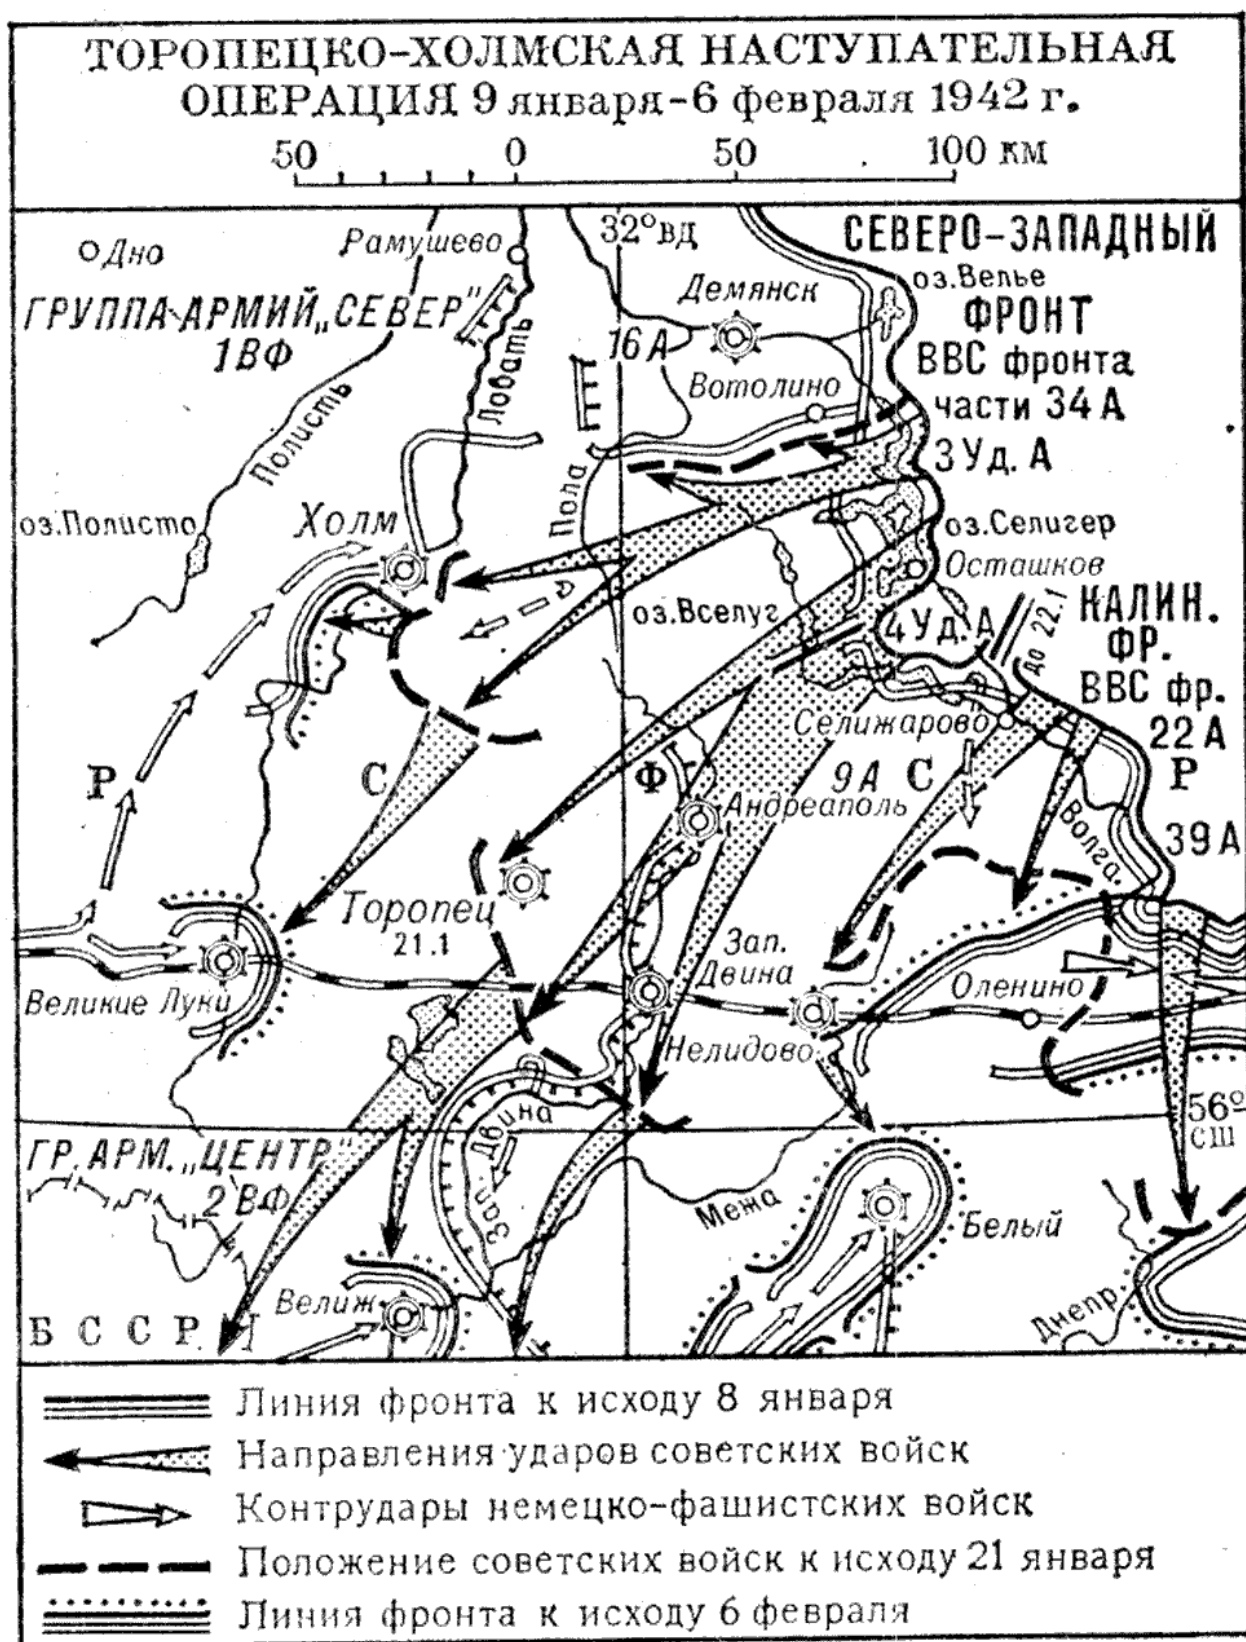 ТОРОПЕЦКО-ХОЛМСКАЯ НАСТУПАТЕЛЬНАЯ
ОПЕРАЦИЯ 9 января-6 февраля 1942 г.
50 0 50 100 км
Дно
Рамушево
32°вд
СЕВЕРО-ЗАПАДНЫЙ
оз.Велье
ФРОНТ
ВВС фронта
части 34 А
3 Уд. А
ГРУППА АРМИЙ „СЕВЕР"
1ВФ
Демянск
16 А
Вотолино
Ловать
Полисть
Пола
оз.Полисто
Холм
оз.Селигер
Осташков
оз.Вселуг
4 Уд. А
до 22.1
КАЛИН.
ФР.
ВВС фр.
22 А
Селижарово
Р С Ф С Р
9А
Андреаполь
Волга
39 А
Торопец
21.1
Зап.
Двина
Великие Луки
Оленино
Нелидово
56°
СШ
ГР. АРМ. „ЦЕНТР"
2 ВФ
Зап. Двина
Межа
Белый
Велиж
Днепр
Б С С Р
Линия фронта к исходу 8 января
Направления ударов советских войск
Контрудары немецко-фашистских войск
Положение советских войск к исходу 21 января
Линия фронта к исходу 6 февраля